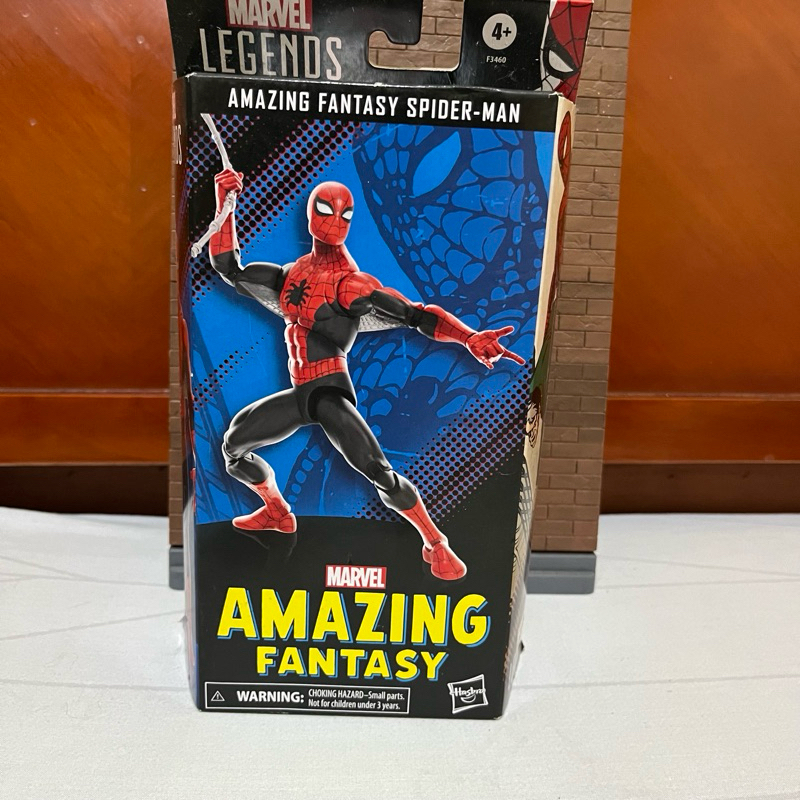 MARVEL
LEGENDS
4+
F3460
AMAZING FANTASY SPIDER-MAN
MARVEL
AMAZING
FANTASY
WARNING: CHOKING HAZARD–Small parts.
Not for children under 3 years.
Hasbro